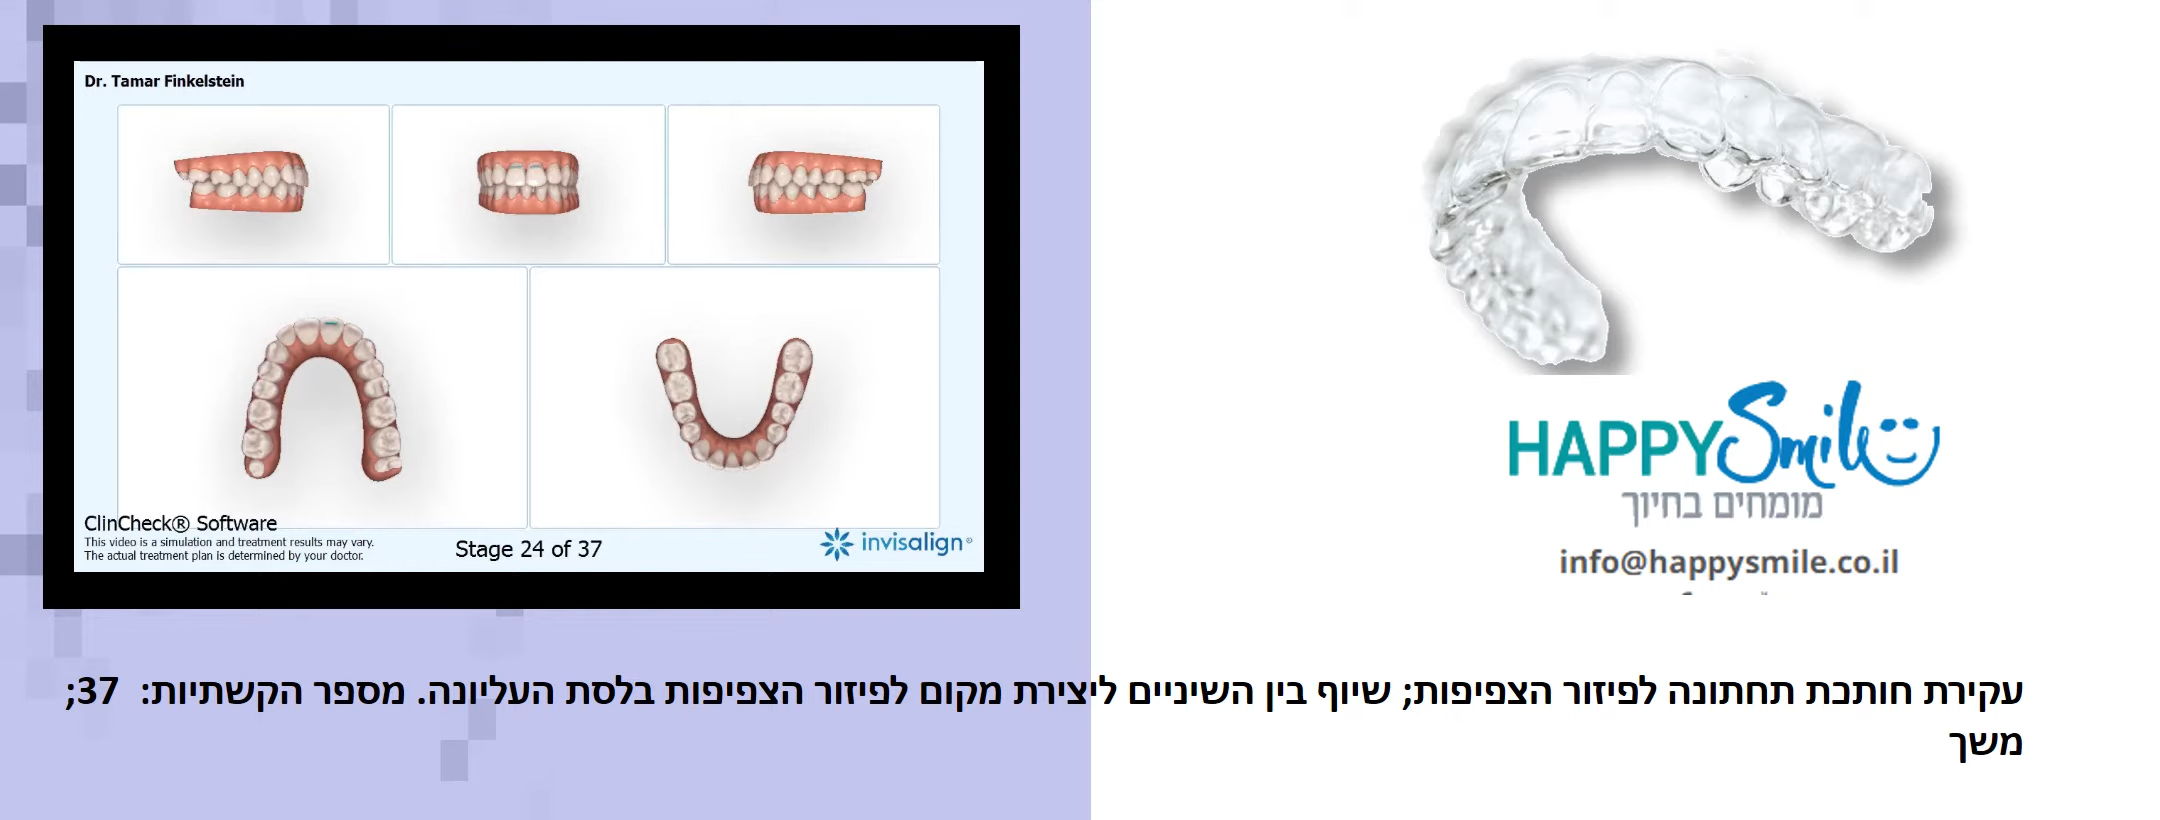 Dr. Tamar Finkelstein
ClinCheck® Software
This video is a simulation and treatment results may vary.
The actual treatment plan is determined by your doctor.
Stage 24 of 37
invisalign®
HAPPY Smile
מומחים בחיוך
info@happysmile.co.il
עקירת חותכת תחתונה לפיזור הצפיפות; שיוף בין השיניים ליצירת מקום לפיזור הצפיפות בלסת העליונה. מספר הקשתיות: 37;
משך